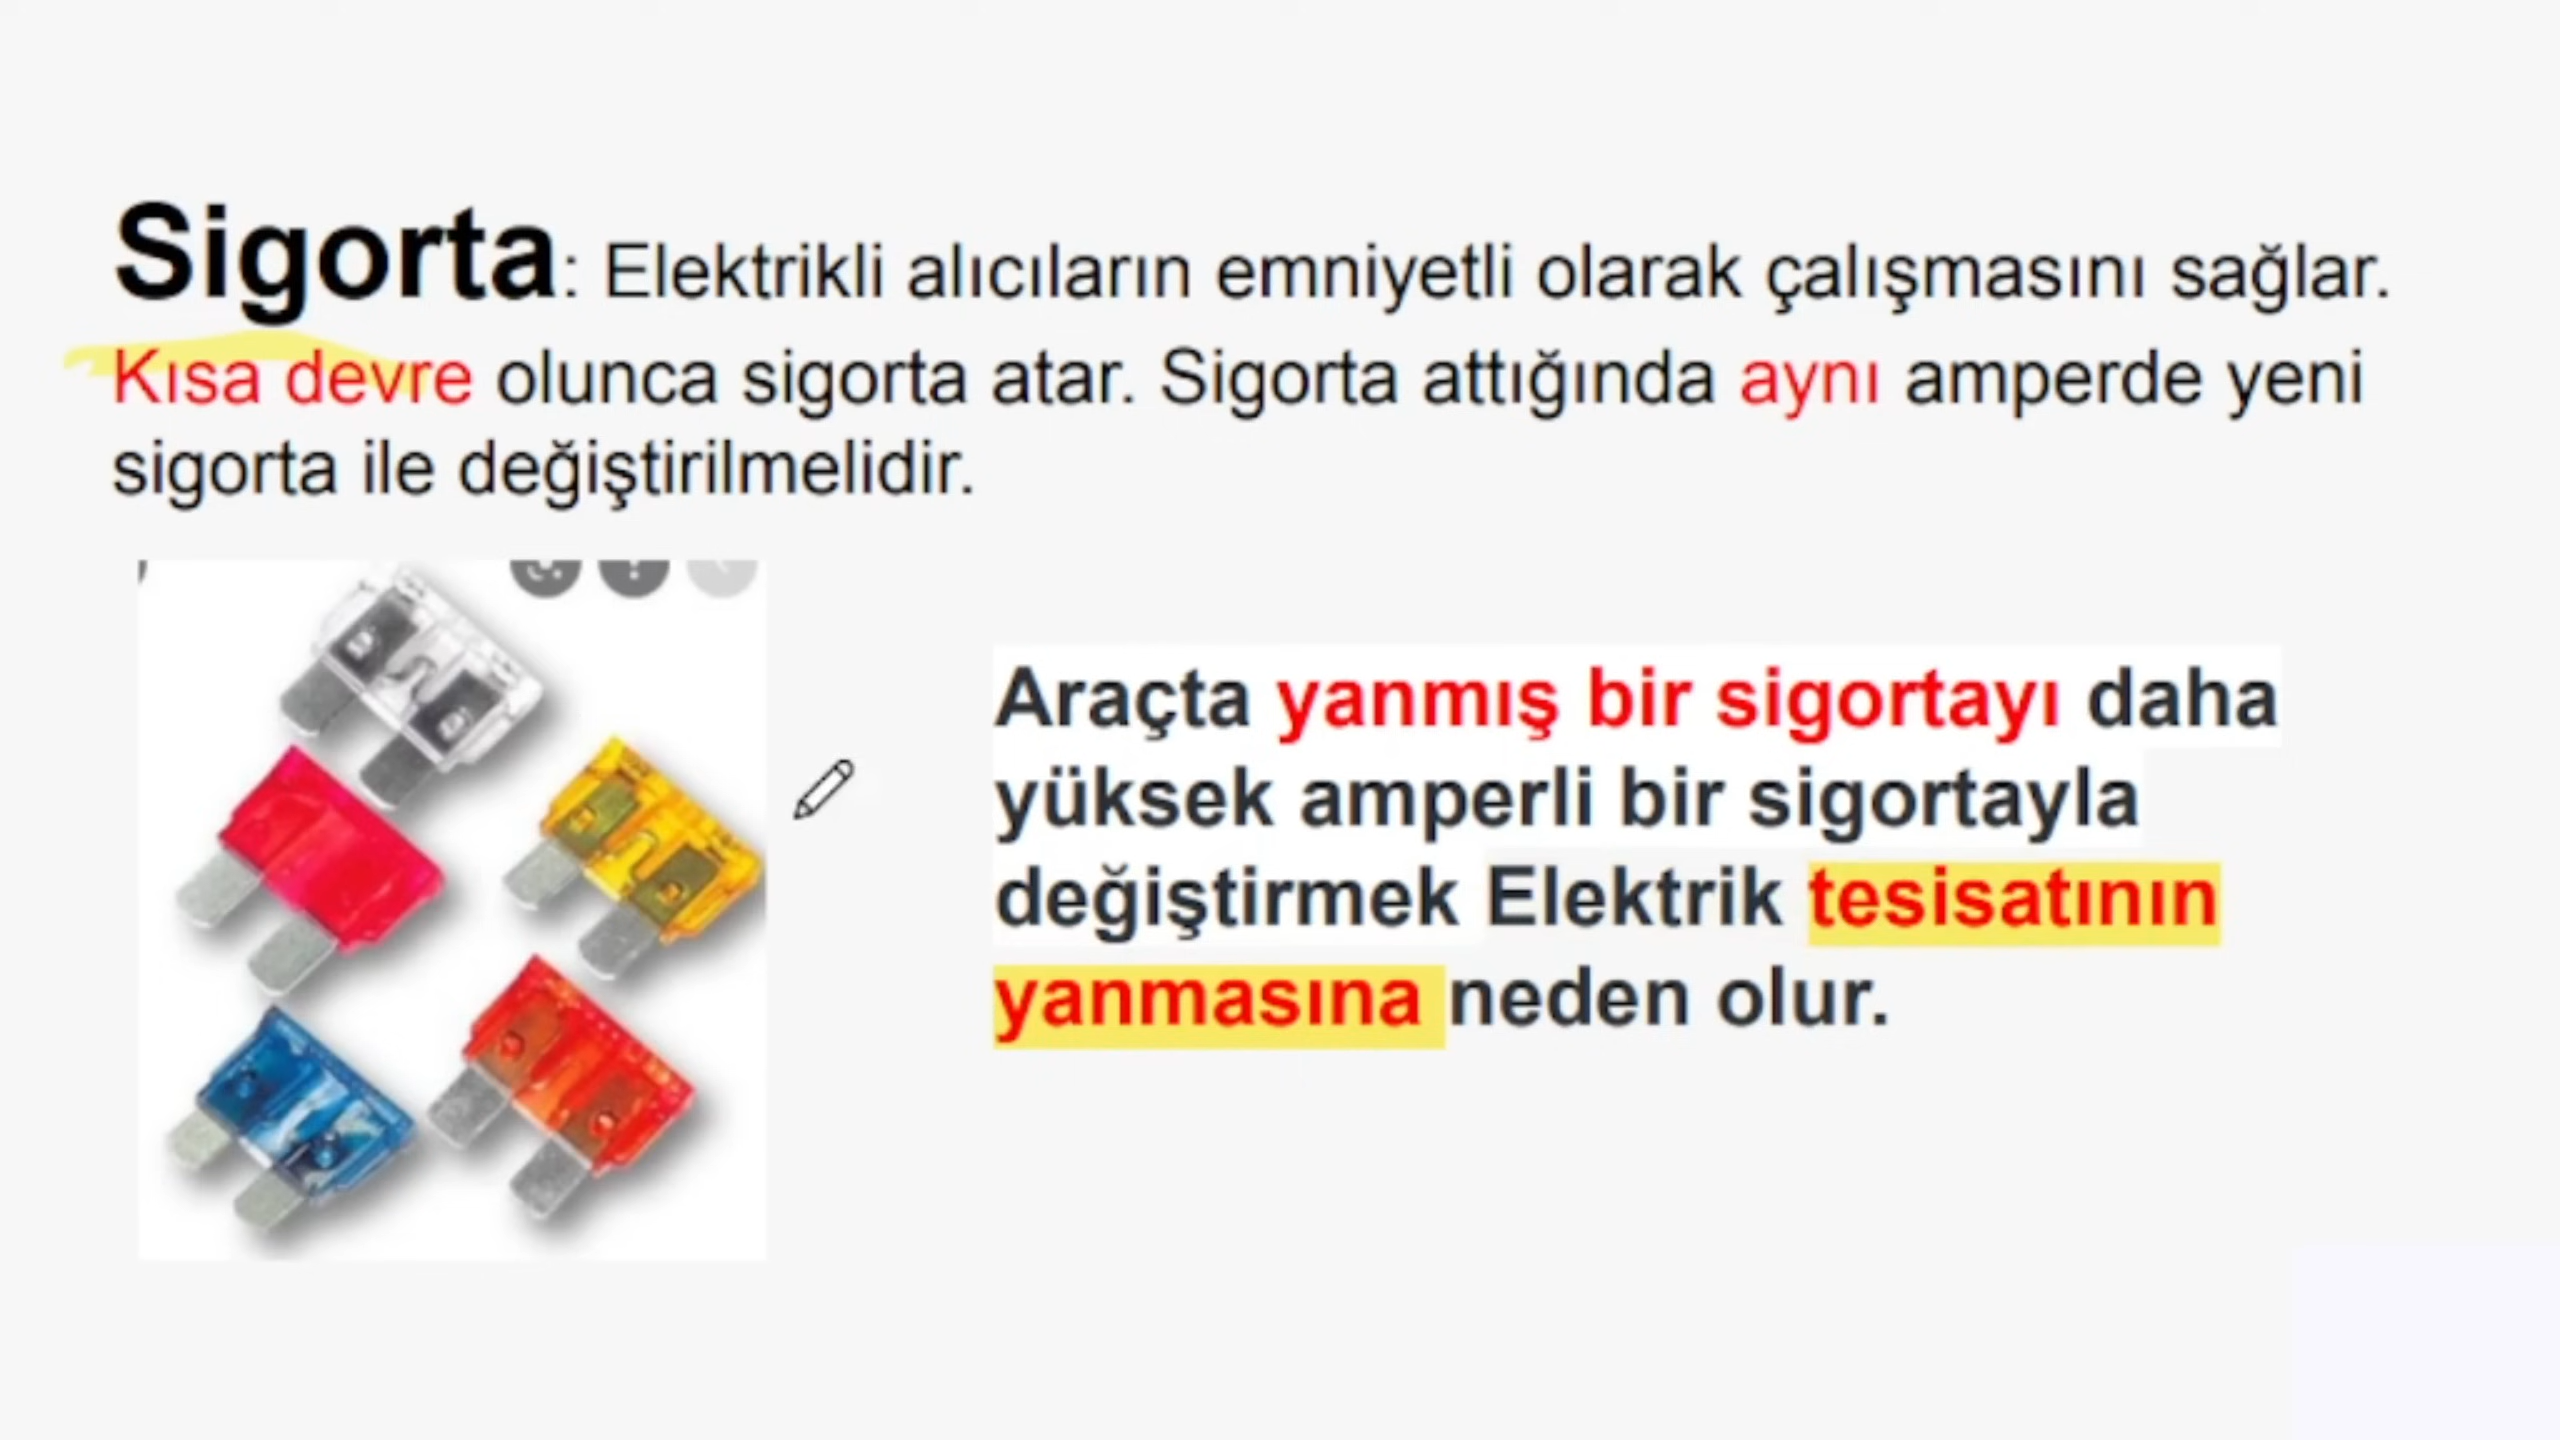 Sigorta: Elektrikli alıcıların emniyetli olarak çalışmasını sağlar.
Kısa devre olunca sigorta atar. Sigorta attığında aynı amperde yeni
sigorta ile değiştirilmelidir.
Araçta yanmış bir sigortayı daha
yüksek amperli bir sigortayla
değiştirmek Elektrik tesisatının
yanmasına neden olur.